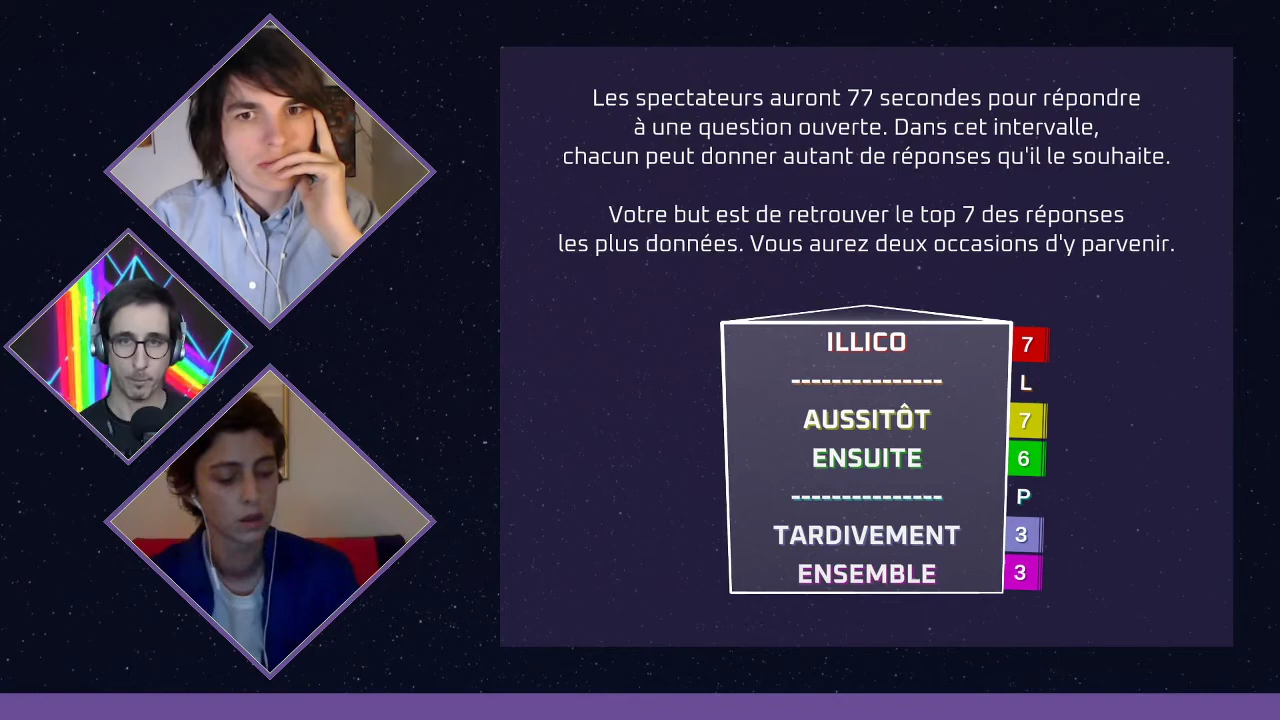 Les spectateurs auront 77 secondes pour répondre
à une question ouverte. Dans cet intervalle,
chacun peut donner autant de réponses qu'il le souhaite.
Votre but est de retrouver le top 7 des réponses
les plus données. Vous aurez deux occasions d'y parvenir.
ILLICO 7
--------------- L
AUSSITÔT 7
ENSUITE 6
--------------- P
TARDIVEMENT 3
ENSEMBLE 3